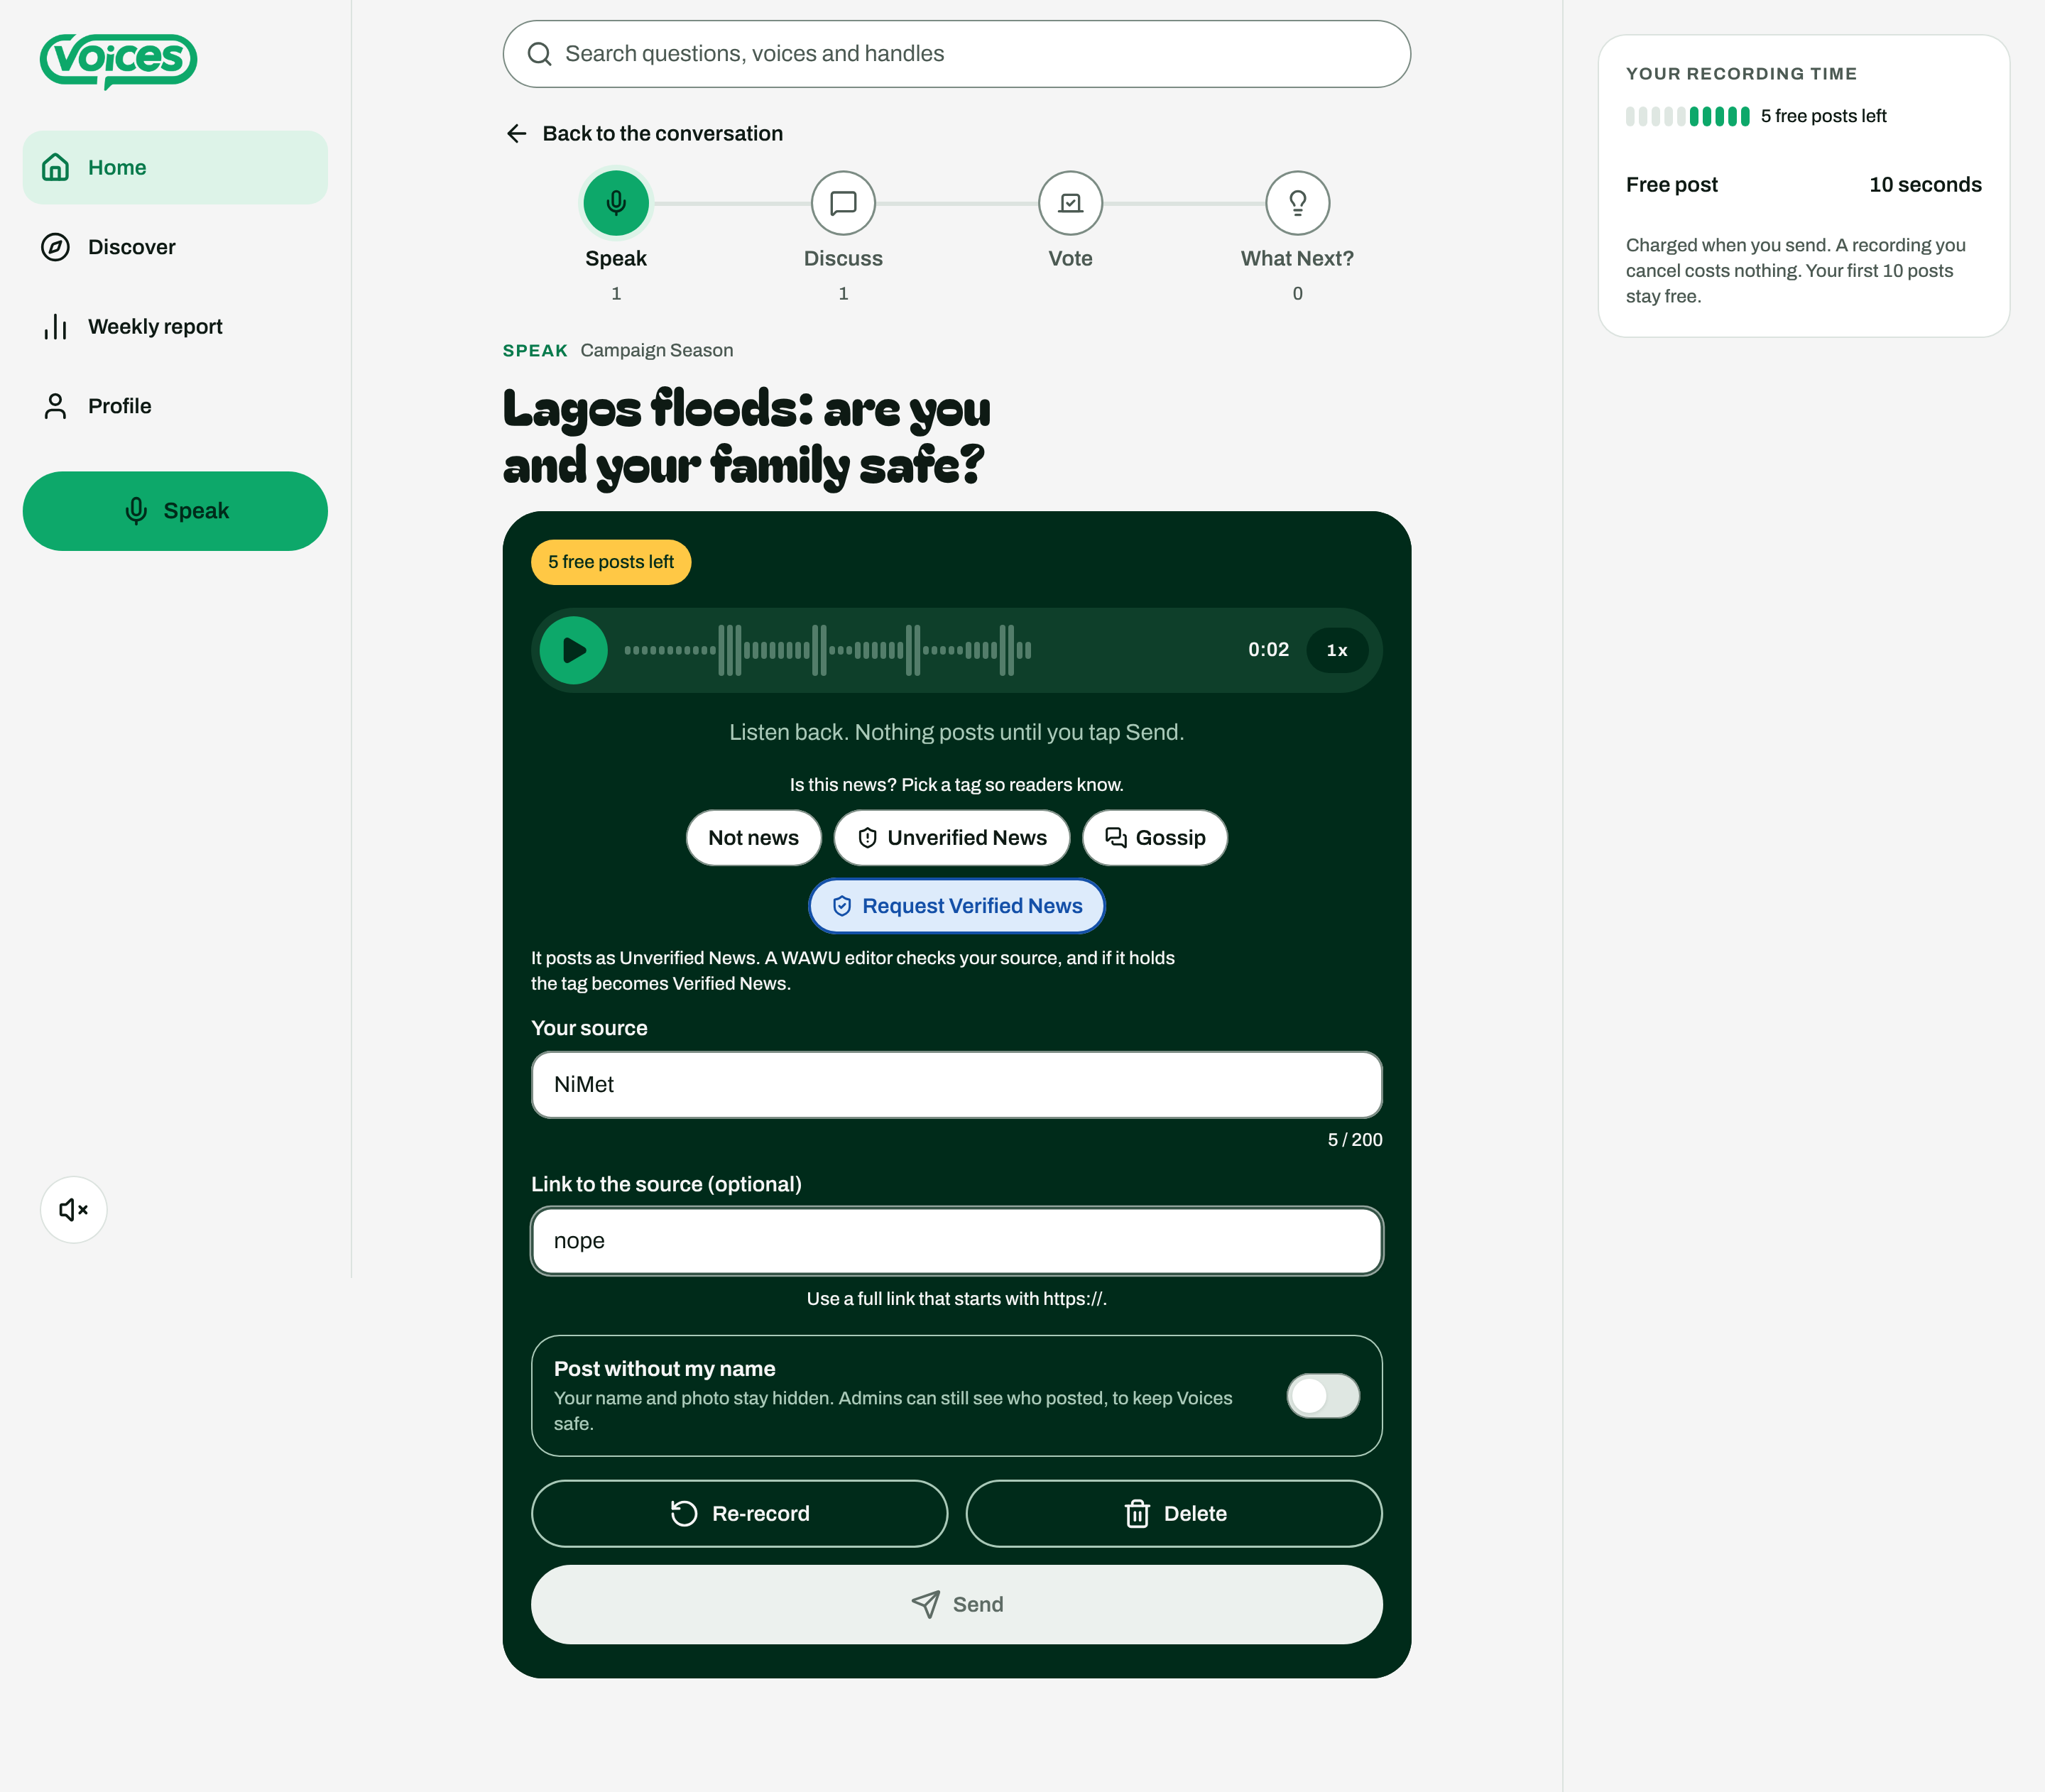 voices
Home
Discover
Weekly report
Profile
Speak
Search questions, voices and handles
Back to the conversation
Speak
1
Discuss
1
Vote
What Next?
0
SPEAK Campaign Season
Lagos floods: are you
and your family safe?
5 free posts left
0:02
1x
Listen back. Nothing posts until you tap Send.
Is this news? Pick a tag so readers know.
Not news
Unverified News
Gossip
Request Verified News
It posts as Unverified News. A WAWU editor checks your source, and if it holds
the tag becomes Verified News.
Your source
NiMet
5 / 200
Link to the source (optional)
nope
Use a full link that starts with https://.
Post without my name
Your name and photo stay hidden. Admins can still see who posted, to keep Voices
safe.
Re-record
Delete
Send
YOUR RECORDING TIME
5 free posts left
Free post 10 seconds
Charged when you send. A recording you
cancel costs nothing. Your first 10 posts
stay free.